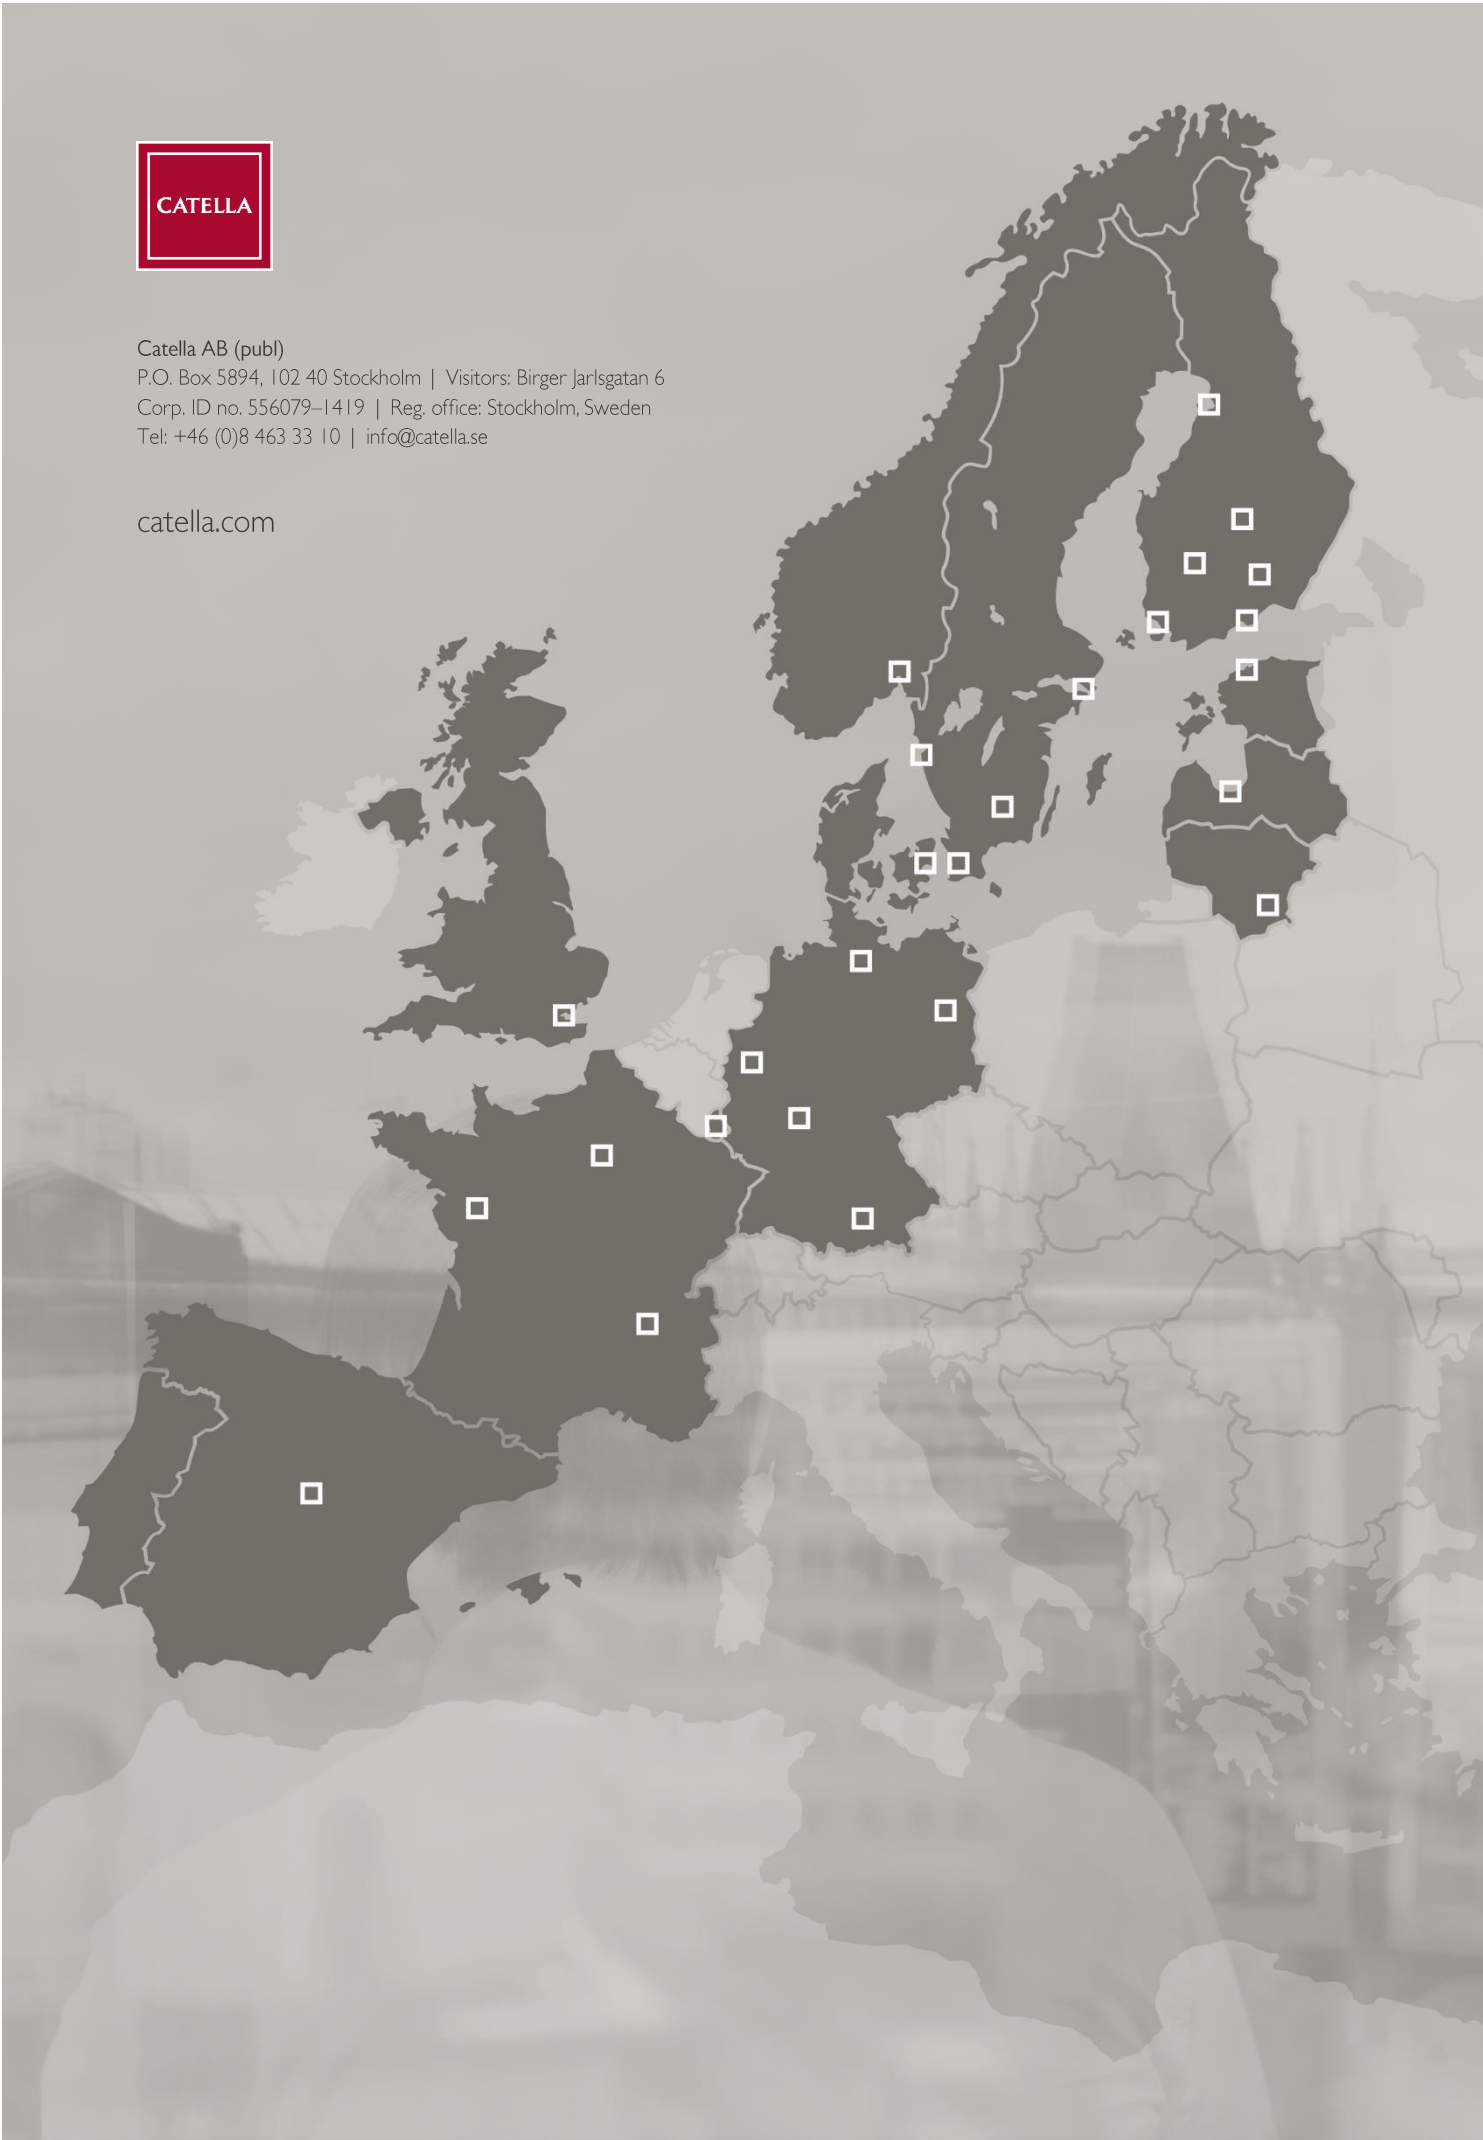 CATELLA
Catella AB (publ)
P.O. Box 5894, 102 40 Stockholm | Visitors: Birger Jarlsgatan 6
Corp. ID no. 556079–1419 | Reg. office: Stockholm, Sweden
Tel: +46 (0)8 463 33 10 | info@catella.se
catella.com